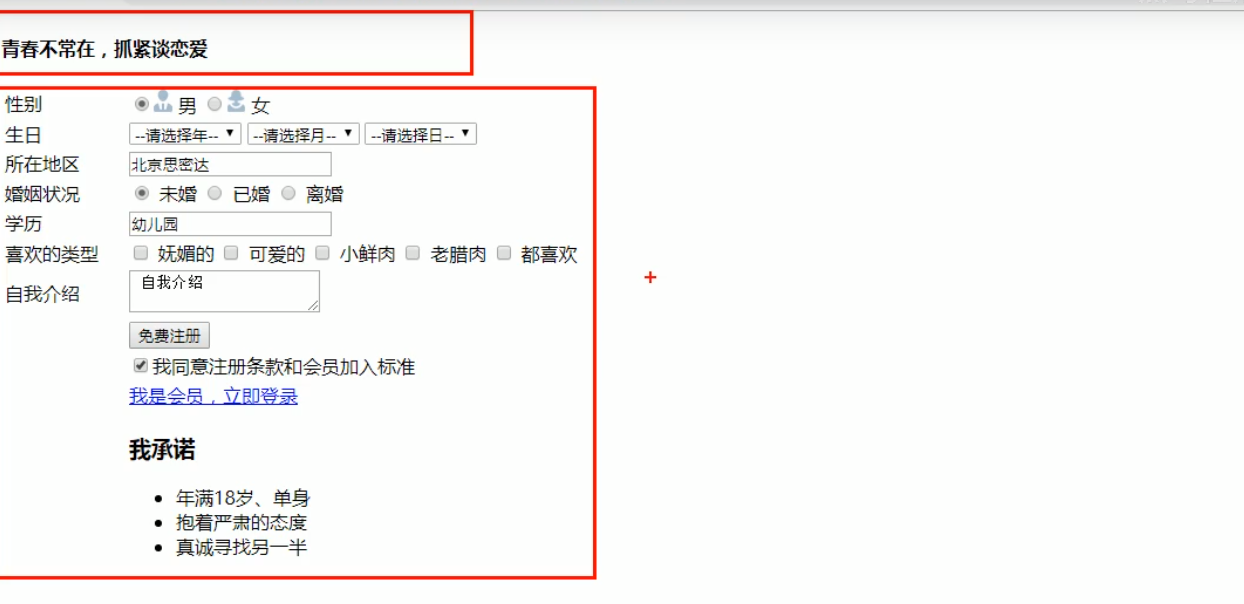 青春不常在，抓紧谈恋爱
性别 男 女
生日 --请选择年-- --请选择月-- --请选择日--
所在地区 北京思密达
婚姻状况 未婚 已婚 离婚
学历 幼儿园
喜欢的类型 妩媚的 可爱的 小鲜肉 老腊肉 都喜欢
自我介绍 自我介绍
免费注册
我同意注册条款和会员加入标准
我是会员，立即登录
我承诺
年满18岁、单身
抱着严肃的态度
真诚寻找另一半